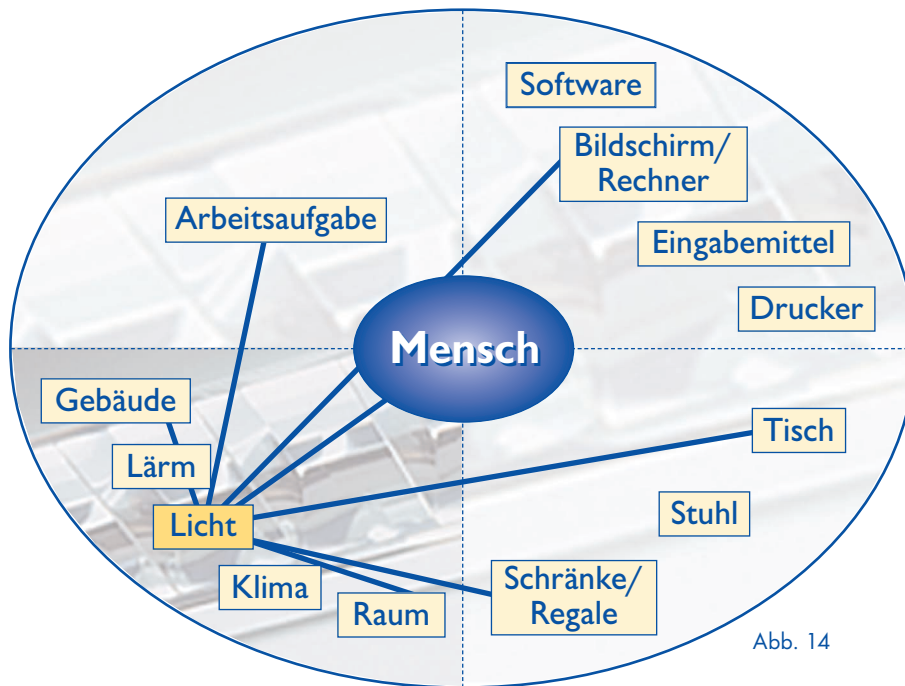 Software
Bildschirm/
Rechner
Arbeitsaufgabe
Eingabemittel
Drucker
Mensch
Gebäude
Tisch
Lärm
Stuhl
Licht
Klima
Schränke/
Regale
Raum
Abb. 14